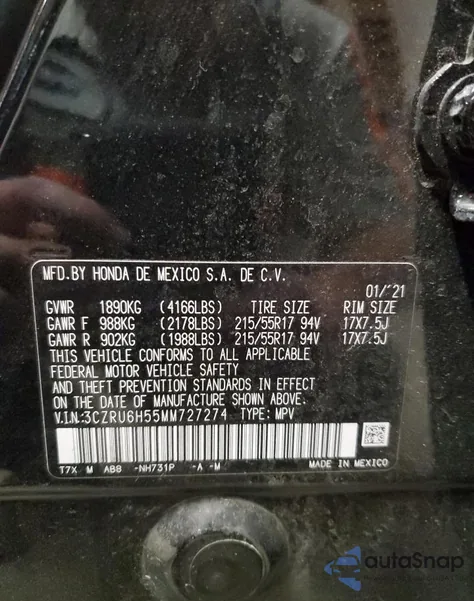 MFD.BY HONDA DE MEXICO S.A. DE C.V.
01/'21
GVWR 1890KG (4166LBS) TIRE SIZE RIM SIZE
GAWR F 988KG (2178LBS) 215/55R17 94V 17X7.5J
GAWR R 902KG (1988LBS) 215/55R17 94V 17X7.5J
THIS VEHICLE CONFORMS TO ALL APPLICABLE
FEDERAL MOTOR VEHICLE SAFETY
AND THEFT PREVENTION STANDARDS IN EFFECT
ON THE DATE OF MANUFACTURE SHOWN ABOVE.
V.I.N:3CZRU6H55MM727274 TYPE: MPV
T7X M ABB -NH731P -A -M MADE IN MEXICO
autoSnap